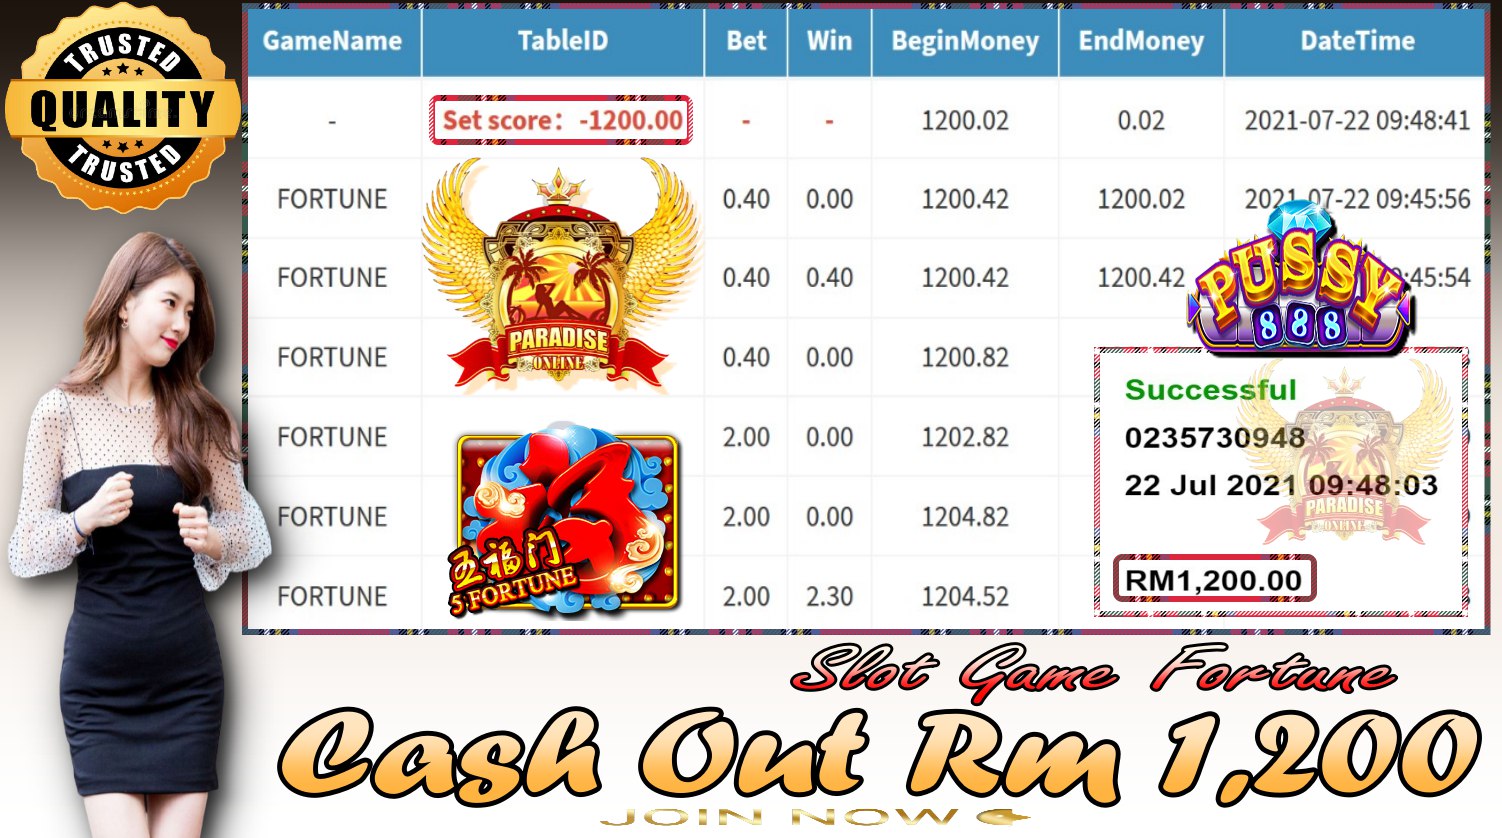 TRUSTED
QUALITY
TRUSTED
GameName TableID Bet Win BeginMoney EndMoney DateTime
- Set score: -1200.00 - - 1200.02 0.02 2021-07-22 09:48:41
FORTUNE 0.40 0.00 1200.42 1200.02 2021-07-22 09:45:56
FORTUNE 0.40 0.40 1200.42 1200.42 :45:54
FORTUNE 0.40 0.00 1200.82
FORTUNE 2.00 0.00 1202.82
FORTUNE 2.00 0.00 1204.82
FORTUNE 2.00 2.30 1204.52
PARADISE
ONLINE
五福门
5 FORTUNE
PUSSY
888
Successful
0235730948
22 Jul 2021 09:48:03
PARADISE
ONLINE
RM1,200.00
Slot Game Fortune
Cash Out Rm 1,200
JOIN NOW